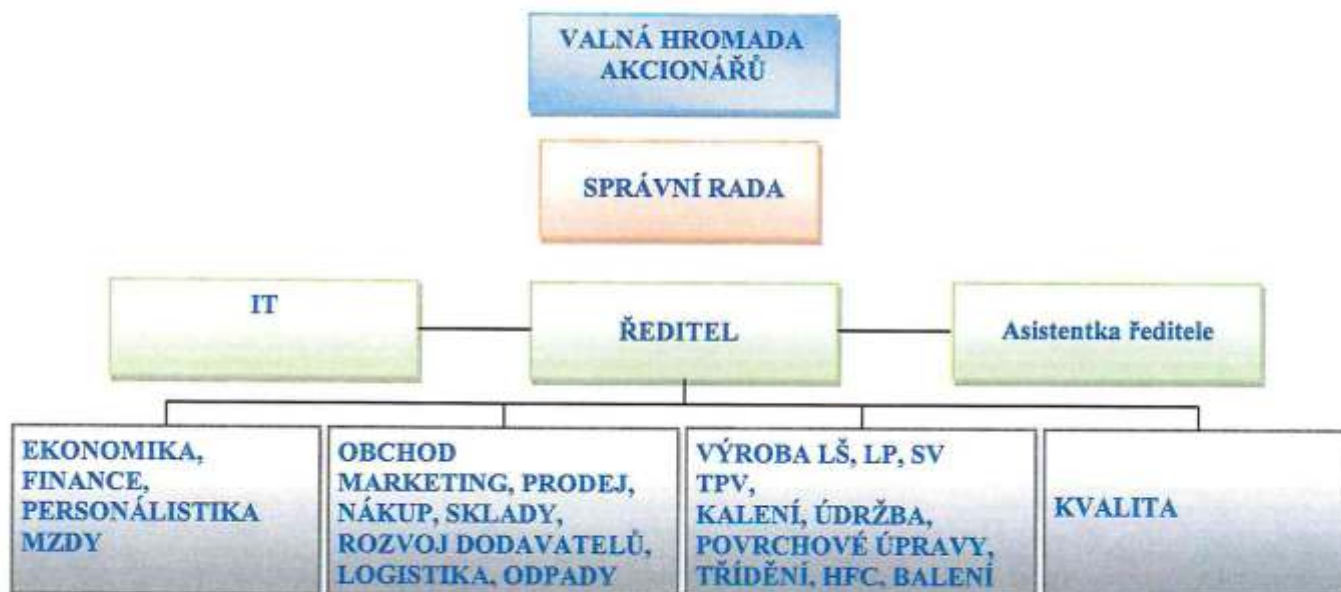 VALNÁ HROMADA
AKCIONÁŘŮ
SPRÁVNÍ RADA
IT
ŘEDITEL
Asistentka ředitele
EKONOMIKA,
FINANCE,
PERSONÁLISTIKA
MZDY
OBCHOD
MARKETING, PRODEJ,
NÁKUP, SKLADY,
ROZVOJ DODAVATELŮ,
LOGISTIKA, ODPADY
VÝROBA LŠ, LP, SV
TPV,
KALENÍ, ÚDRŽBA,
POVRCHOVÉ ÚPRAVY,
TŘÍDĚNÍ, HFC, BALENÍ
KVALITA